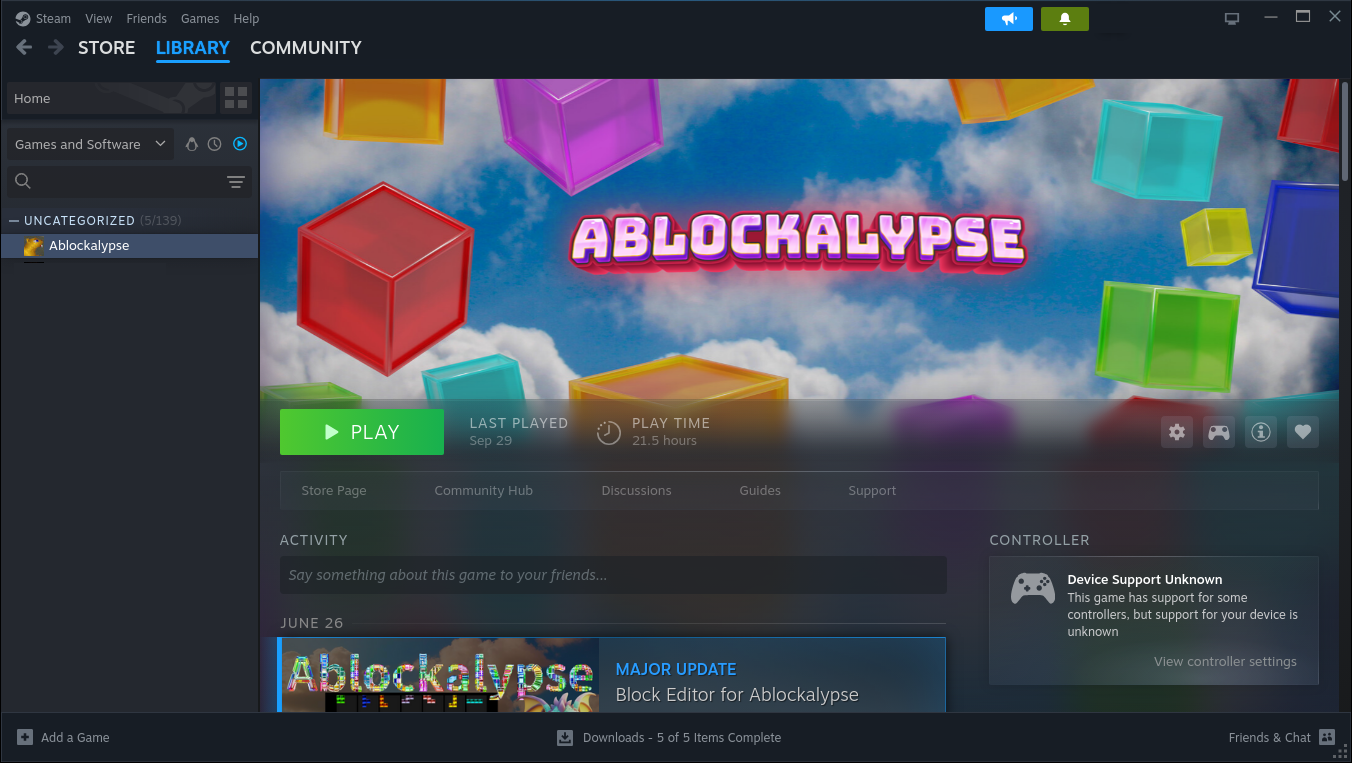 Steam View Friends Games Help
STORE LIBRARY COMMUNITY
Home
Games and Software
UNCATEGORIZED (5/139)
Ablockalypse
ABLOCKALYPSE
PLAY
LAST PLAYED
Sep 29
PLAY TIME
21.5 hours
Store Page Community Hub Discussions Guides Support
ACTIVITY
Say something about this game to your friends...
JUNE 26
Ablockalypse
MAJOR UPDATE
Block Editor for Ablockalypse
CONTROLLER
Device Support Unknown
This game has support for some
controllers, but support for your device is
unknown
View controller settings
Add a Game
Downloads - 5 of 5 Items Complete
Friends & Chat